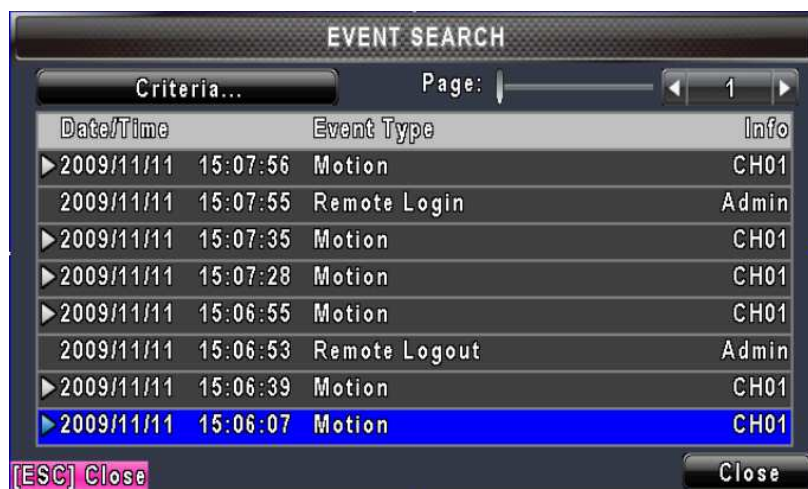 EVENT SEARCH
Criteria... Page: 1
Date/Time Event Type Info
2009/11/11 15:07:56 Motion CH01
2009/11/11 15:07:55 Remote Login Admin
2009/11/11 15:07:35 Motion CH01
2009/11/11 15:07:28 Motion CH01
2009/11/11 15:06:55 Motion CH01
2009/11/11 15:06:53 Remote Logout Admin
2009/11/11 15:06:39 Motion CH01
2009/11/11 15:06:07 Motion CH01
[ESC] Close Close